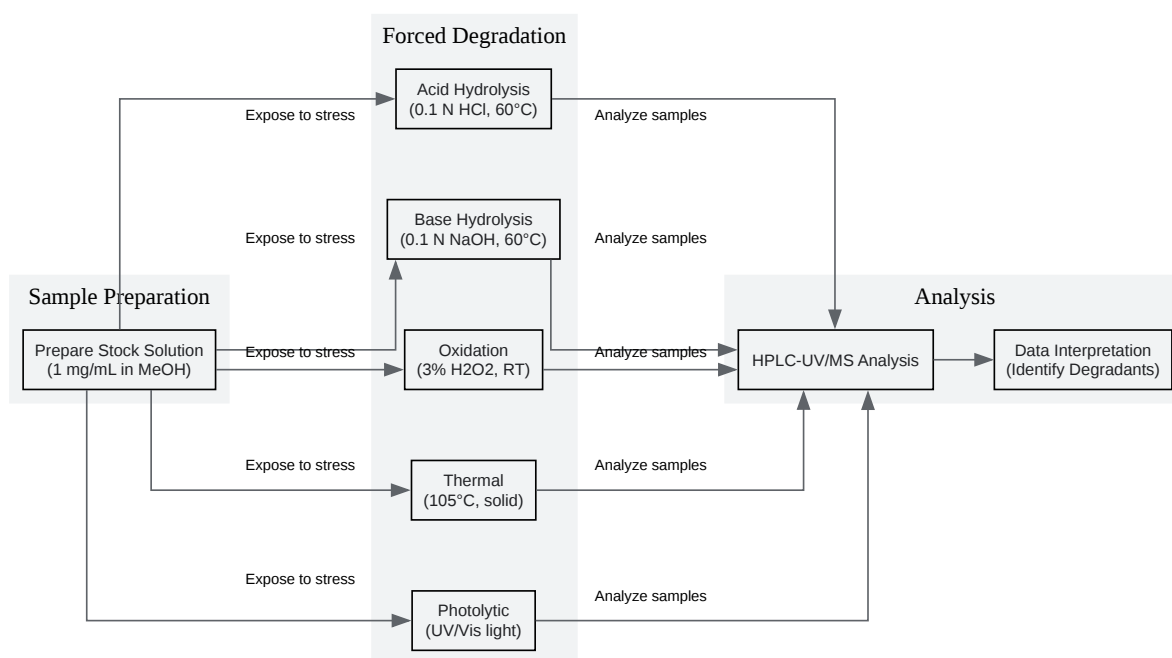 Forced Degradation
Acid Hydrolysis
(0.1 N HCl, 60°C)
Expose to stress
Analyze samples
Base Hydrolysis
(0.1 N NaOH, 60°C)
Expose to stress
Analyze samples
Sample Preparation
Prepare Stock Solution
(1 mg/mL in MeOH)
Expose to stress
Oxidation
(3% H2O2, RT)
Analyze samples
Analysis
HPLC-UV/MS Analysis
Data Interpretation
(Identify Degradants)
Expose to stress
Thermal
(105°C, solid)
Analyze samples
Expose to stress
Photolytic
(UV/Vis light)
Analyze samples